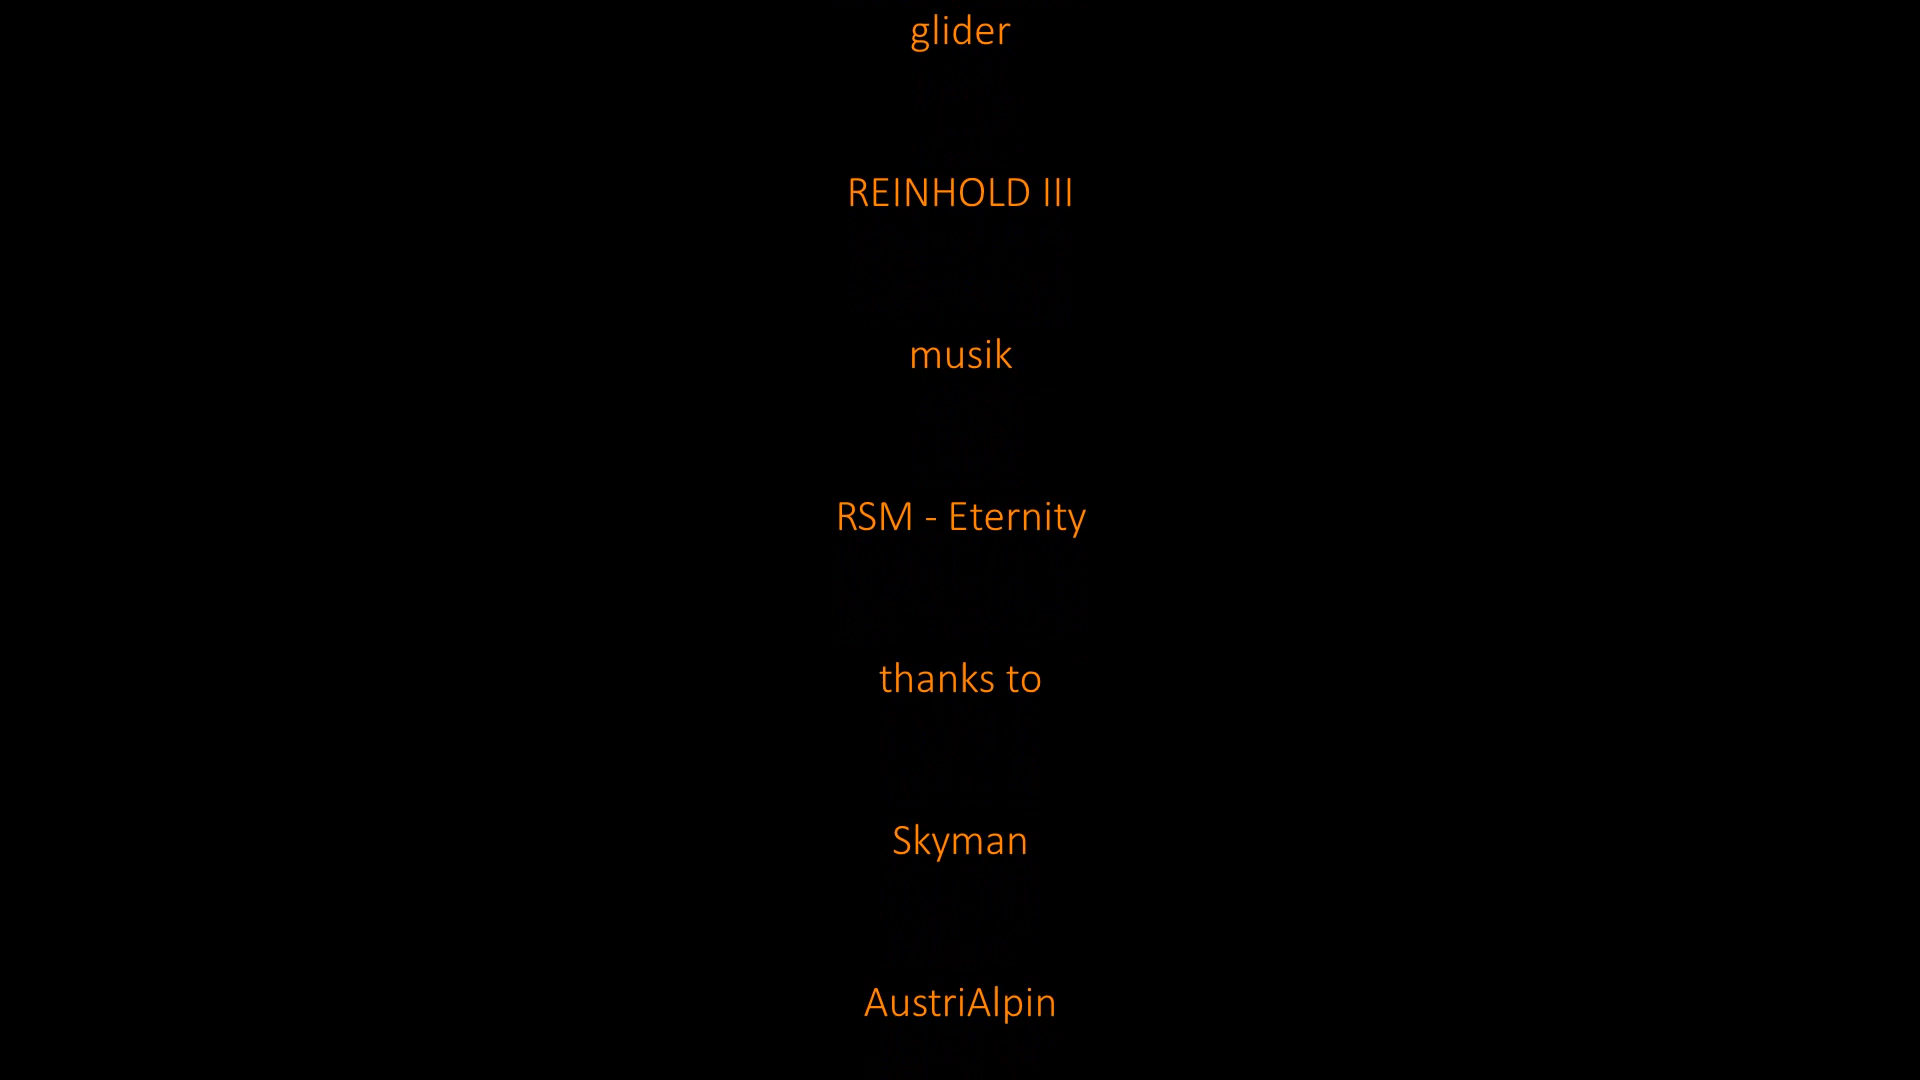 glider
REINHOLD III
musik
RSM - Eternity
thanks to
Skyman
AustriAlpin